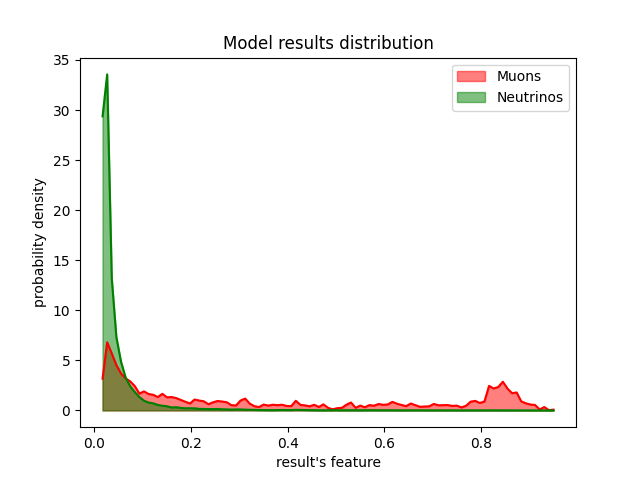 Model results distribution
Muons
Neutrinos
probability density
35
30
25
20
15
10
5
0
0.0 0.2 0.4 0.6 0.8
result's feature